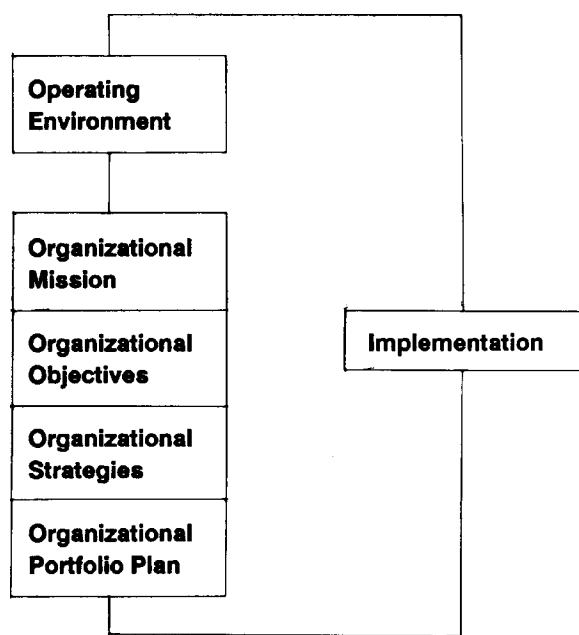 Operating
Environment
Organizational
Mission
Organizational
Objectives
Implementation
Organizational
Strategies
Organizational
Portfolio Plan